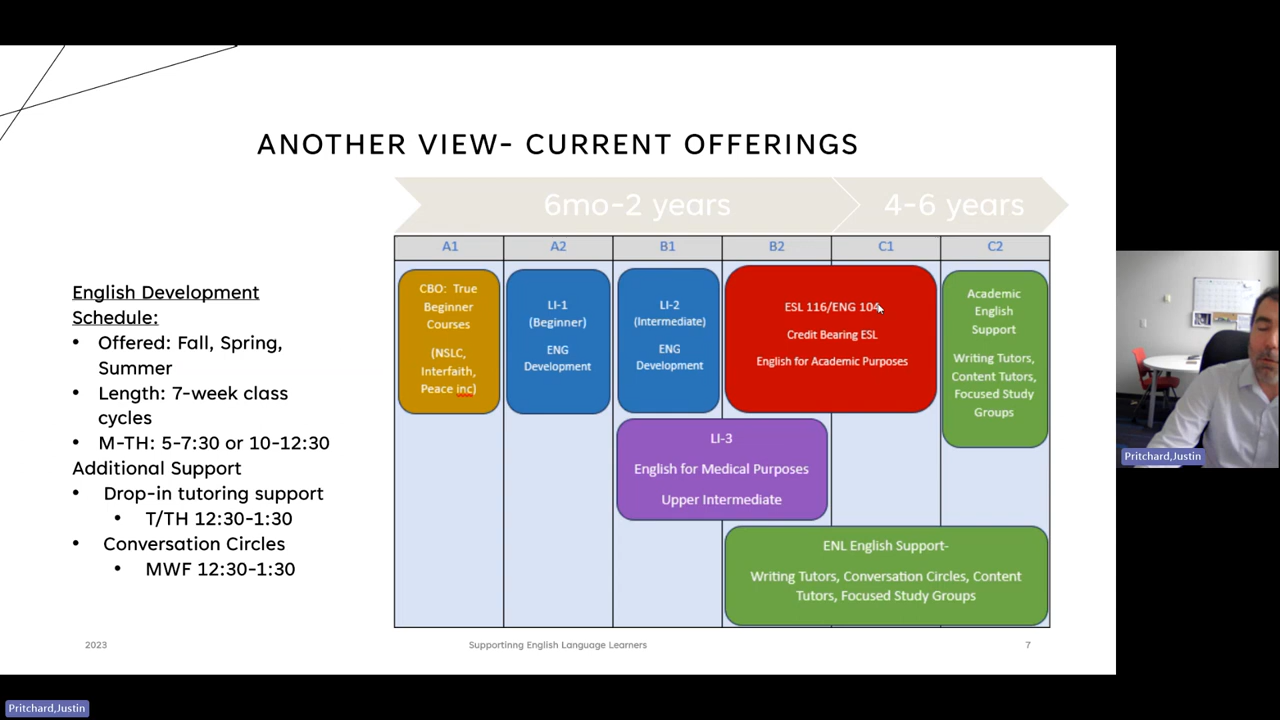 ANOTHER VIEW- CURRENT OFFERINGS
6mo-2 years
4-6 years
A1
A2
B1
B2
C1
C2
English Development
Schedule:
• Offered: Fall, Spring,
Summer
• Length: 7-week class
cycles
• M-TH: 5-7:30 or 10-12:30
Additional Support
• Drop-in tutoring support
• T/TH 12:30-1:30
• Conversation Circles
• MWF 12:30-1:30
CBO: True
Beginner
Courses
(NSLC,
Interfaith,
Peace inc)
LI-1
(Beginner)
ENG
Development
LI-2
(Intermediate)
ENG
Development
ESL 116/ENG 104
Credit Bearing ESL
English for Academic Purposes
Academic
English
Support
Writing Tutors,
Content Tutors,
Focused Study
Groups
LI-3
English for Medical Purposes
Upper Intermediate
ENL English Support-
Writing Tutors, Conversation Circles, Content
Tutors, Focused Study Groups
2023
Supportinng English Language Learners
7
Pritchard,Justin
Pritchard,Justin